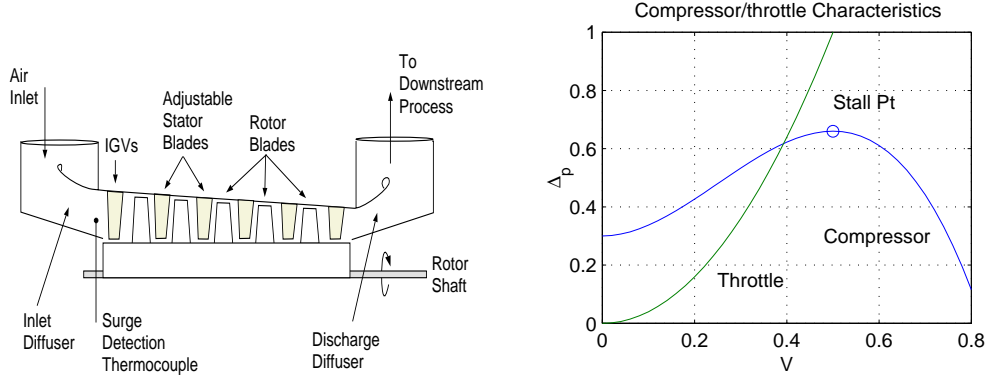 Air
Inlet
IGVs
Adjustable
Stator
Blades
Rotor
Blades
To
Downstream
Process
Rotor
Shaft
Inlet
Diffuser
Surge
Detection
Thermocouple
Discharge
Diffuser
Compressor/throttle Characteristics
1
0.8
0.6
0.4
0.2
0
Δp
Stall Pt
Compressor
Throttle
0
0.2
0.4
0.6
0.8
V